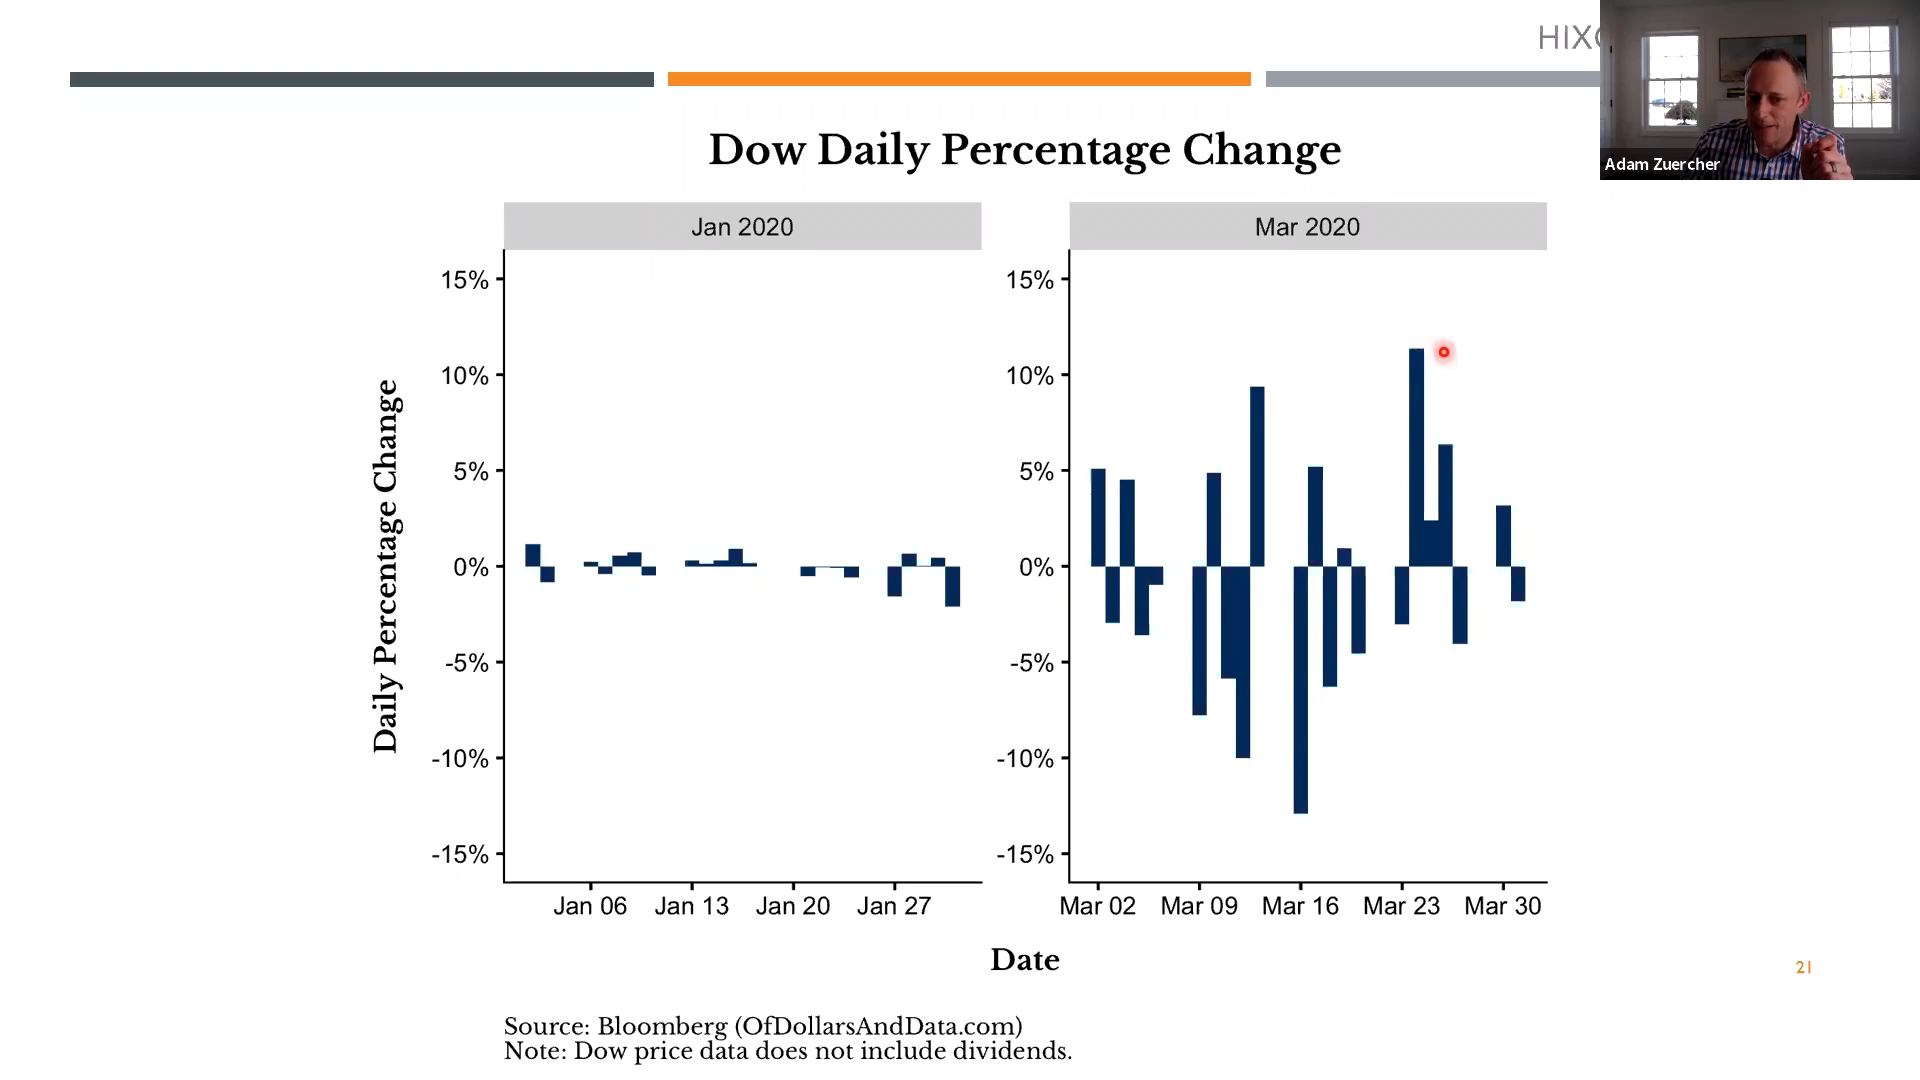 HIX
Adam Zuercher
Dow Daily Percentage Change
Jan 2020
Mar 2020
Daily Percentage Change
15%
10%
5%
0%
-5%
-10%
-15%
15%
10%
5%
0%
-5%
-10%
-15%
Jan 06 Jan 13 Jan 20 Jan 27
Mar 02 Mar 09 Mar 16 Mar 23 Mar 30
Date
21
Source: Bloomberg (OfDollarsAndData.com)
Note: Dow price data does not include dividends.